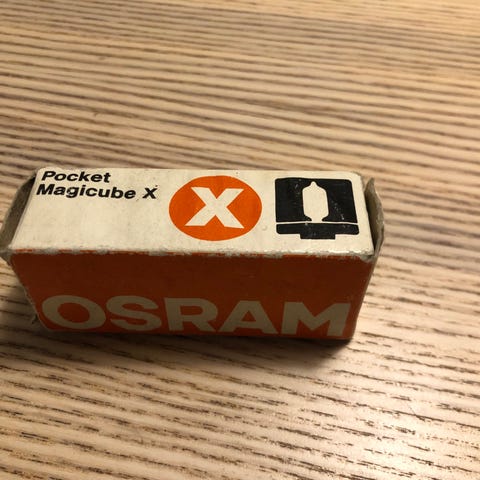 Pocket
Magicube X
X
OSRAM